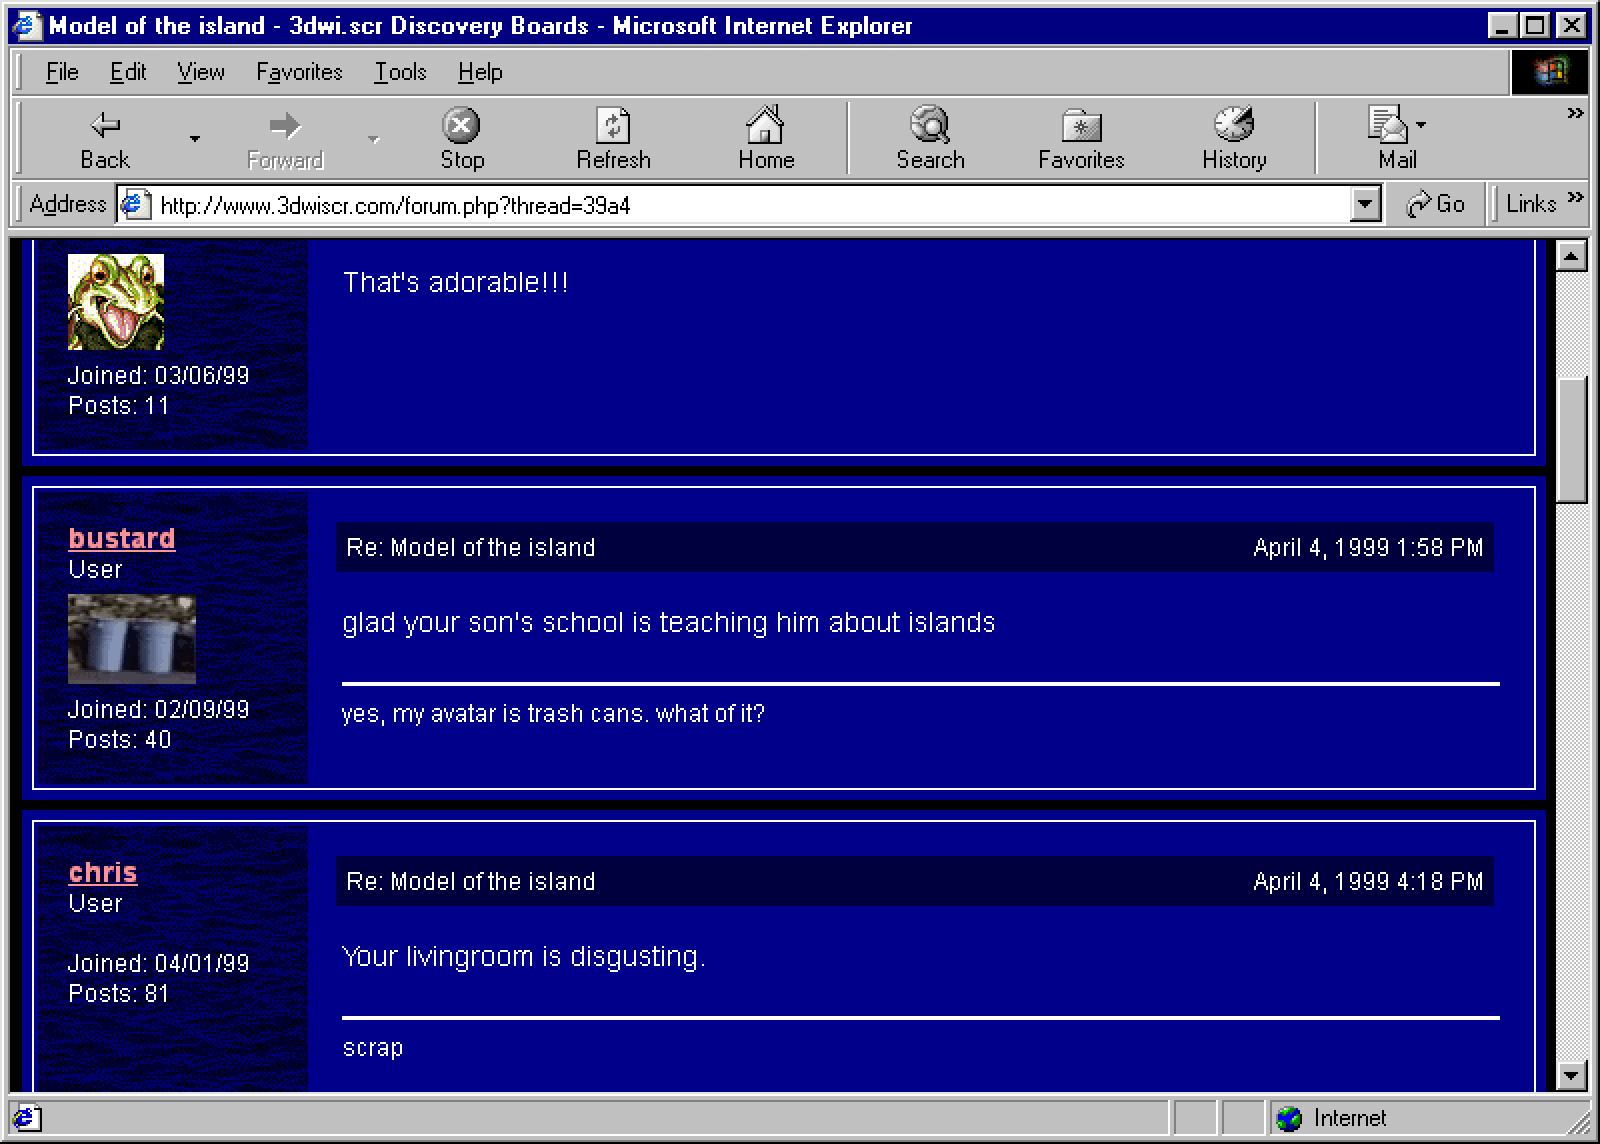 Model of the island - 3dwi.scr Discovery Boards - Microsoft Internet Explorer
File Edit View Favorites Tools Help
Back Forward Stop Refresh Home Search Favorites History Mail »
Address http://www.3dwiscr.com/forum.php?thread=39a4 Go Links »
That's adorable!!!
Joined: 03/06/99
Posts: 11
bustard
User
Joined: 02/09/99
Posts: 40
Re: Model of the island April 4, 1999 1:58 PM
glad your son's school is teaching him about islands
yes, my avatar is trash cans. what of it?
chris
User
Joined: 04/01/99
Posts: 81
Re: Model of the island April 4, 1999 4:18 PM
Your livingroom is disgusting.
scrap
Internet